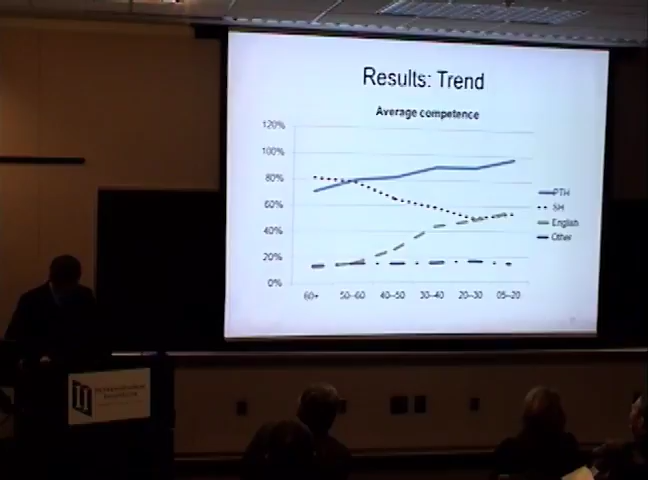 Results: Trend
Average competence
120%
100%
80%
60%
40%
20%
0%
60+ 50–60 40–50 30–40 20–30 05–20
PTH
SH
English
Other